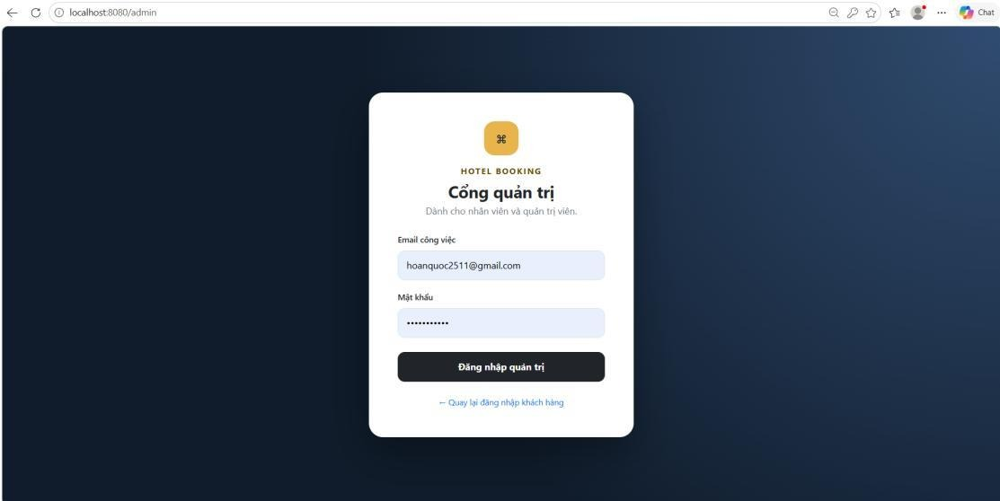 localhost:8080/admin
Chat
⌘
HOTEL BOOKING
Cổng quản trị
Dành cho nhân viên và quản trị viên.
Email công việc
hoanquoc2511@gmail.com
Mật khẩu
•••••••••••
Đăng nhập quản trị
← Quay lại đăng nhập khách hàng